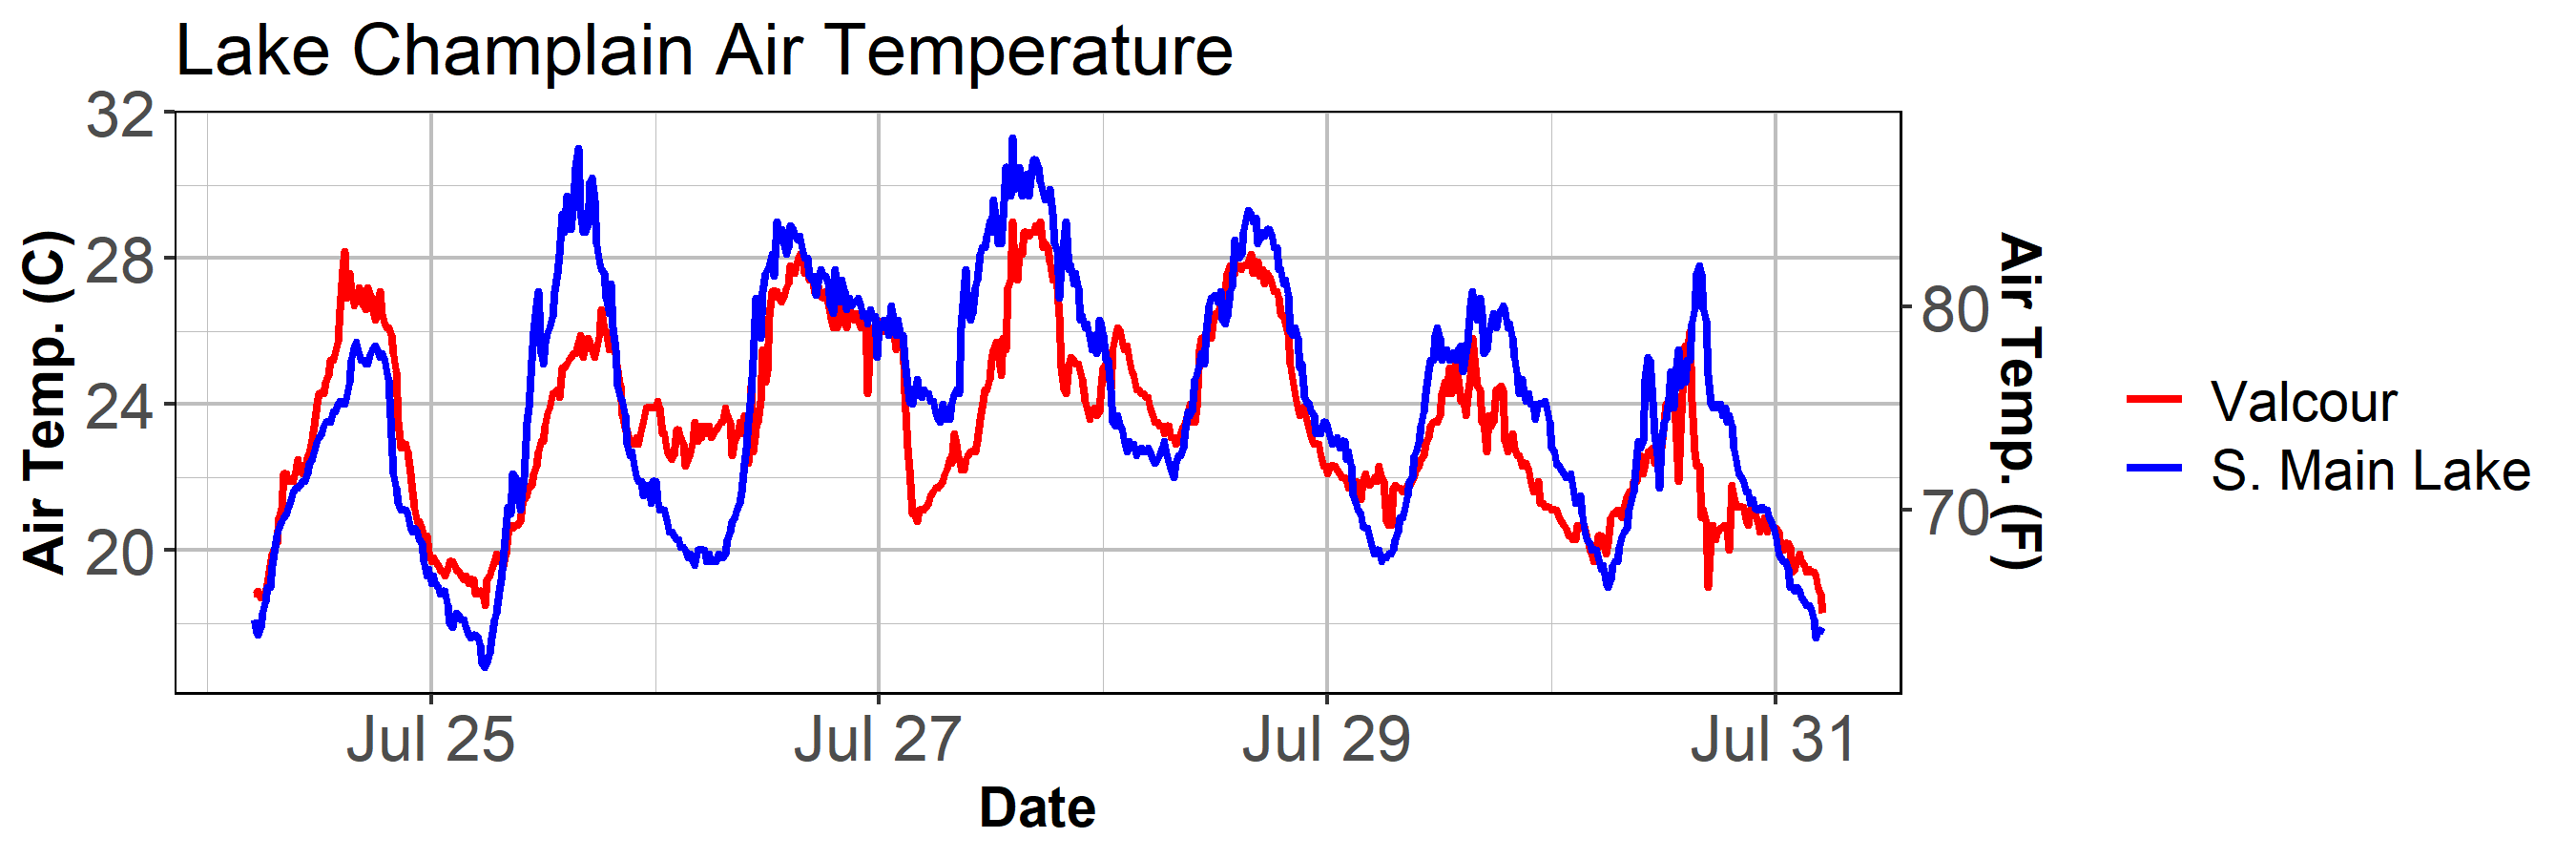 Lake Champlain Air Temperature
32
28
24
20
Air Temp. (C)
80
70
Air Temp. (F)
Jul 25 Jul 27 Jul 29 Jul 31
Date
Valcour
S. Main Lake